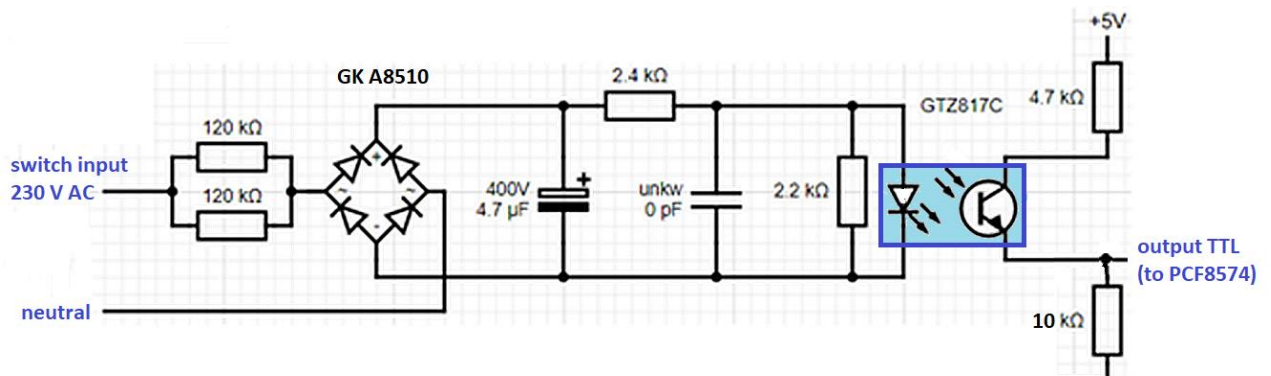 +5V
GK A8510
2.4 kΩ
GTZ817C
4.7 kΩ
120 kΩ
switch input
230 V AC
120 kΩ
+
~
~
-
400V
4.7 µF
+
unkw
0 pF
2.2 kΩ
output TTL
(to PCF8574)
neutral
10 kΩ